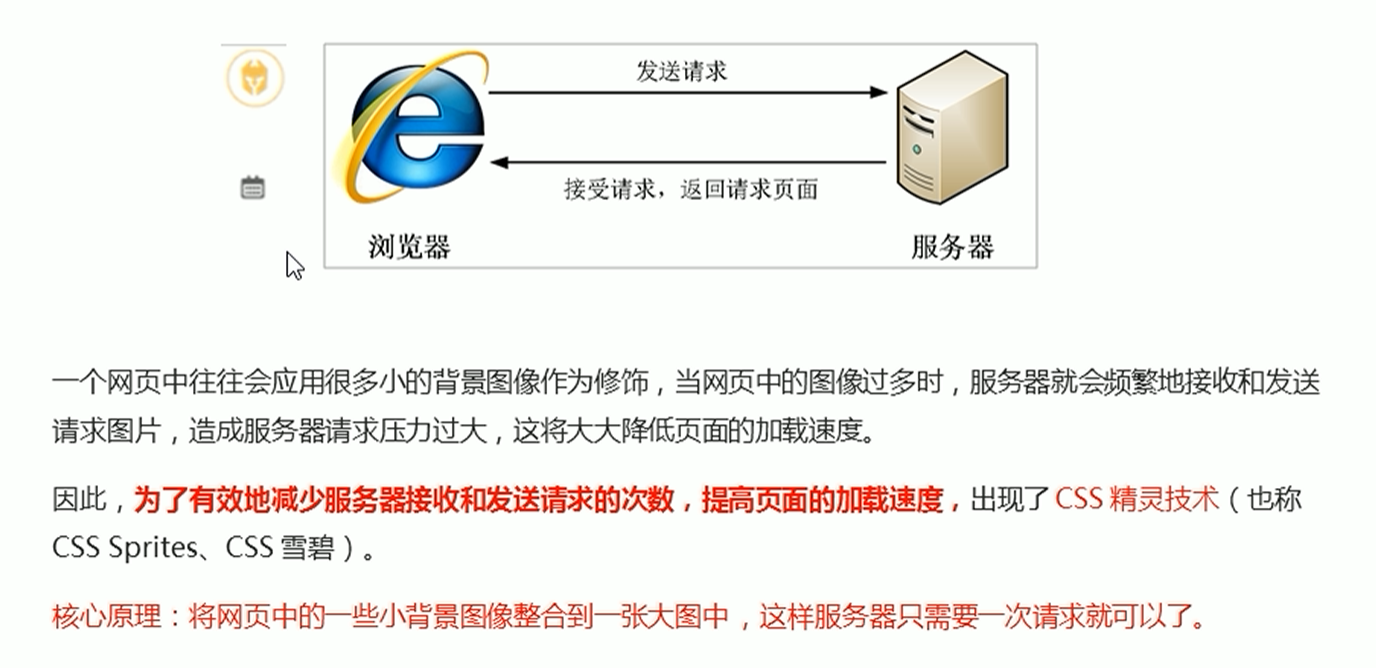 发送请求
接受请求，返回请求页面
浏览器
服务器
一个网页中往往会应用很多小的背景图像作为修饰，当网页中的图像过多时，服务器就会频繁地接收和发送
请求图片，造成服务器请求压力过大，这将大大降低页面的加载速度。
因此，为了有效地减少服务器接收和发送请求的次数，提高页面的加载速度，出现了 CSS 精灵技术（也称
CSS Sprites、CSS 雪碧）。
核心原理：将网页中的一些小背景图像整合到一张大图中 ，这样服务器只需要一次请求就可以了。